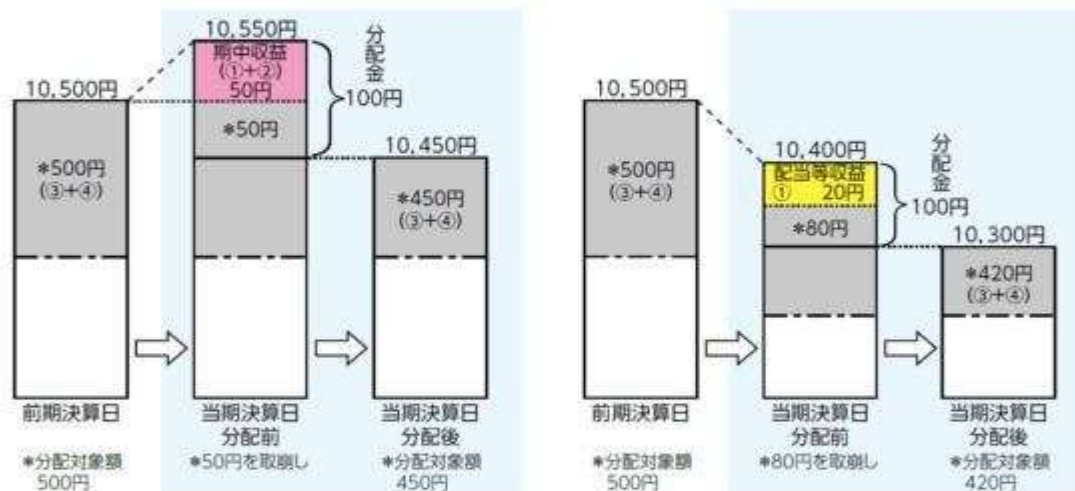 10,500円
*500円
(③+④)
前期決算日
*分配対象額
500円
10,550円
期中収益
(①+②)
50円
*50円
分配金
100円
当期決算日
分配前
*50円を取崩し
10,450円
*450円
(③+④)
当期決算日
分配後
*分配対象額
450円
10,500円
*500円
(③+④)
前期決算日
*分配対象額
500円
10,400円
配当等収益
① 20円
*80円
分配金
100円
当期決算日
分配前
*80円を取崩し
10,300円
*420円
(③+④)
当期決算日
分配後
*分配対象額
420円